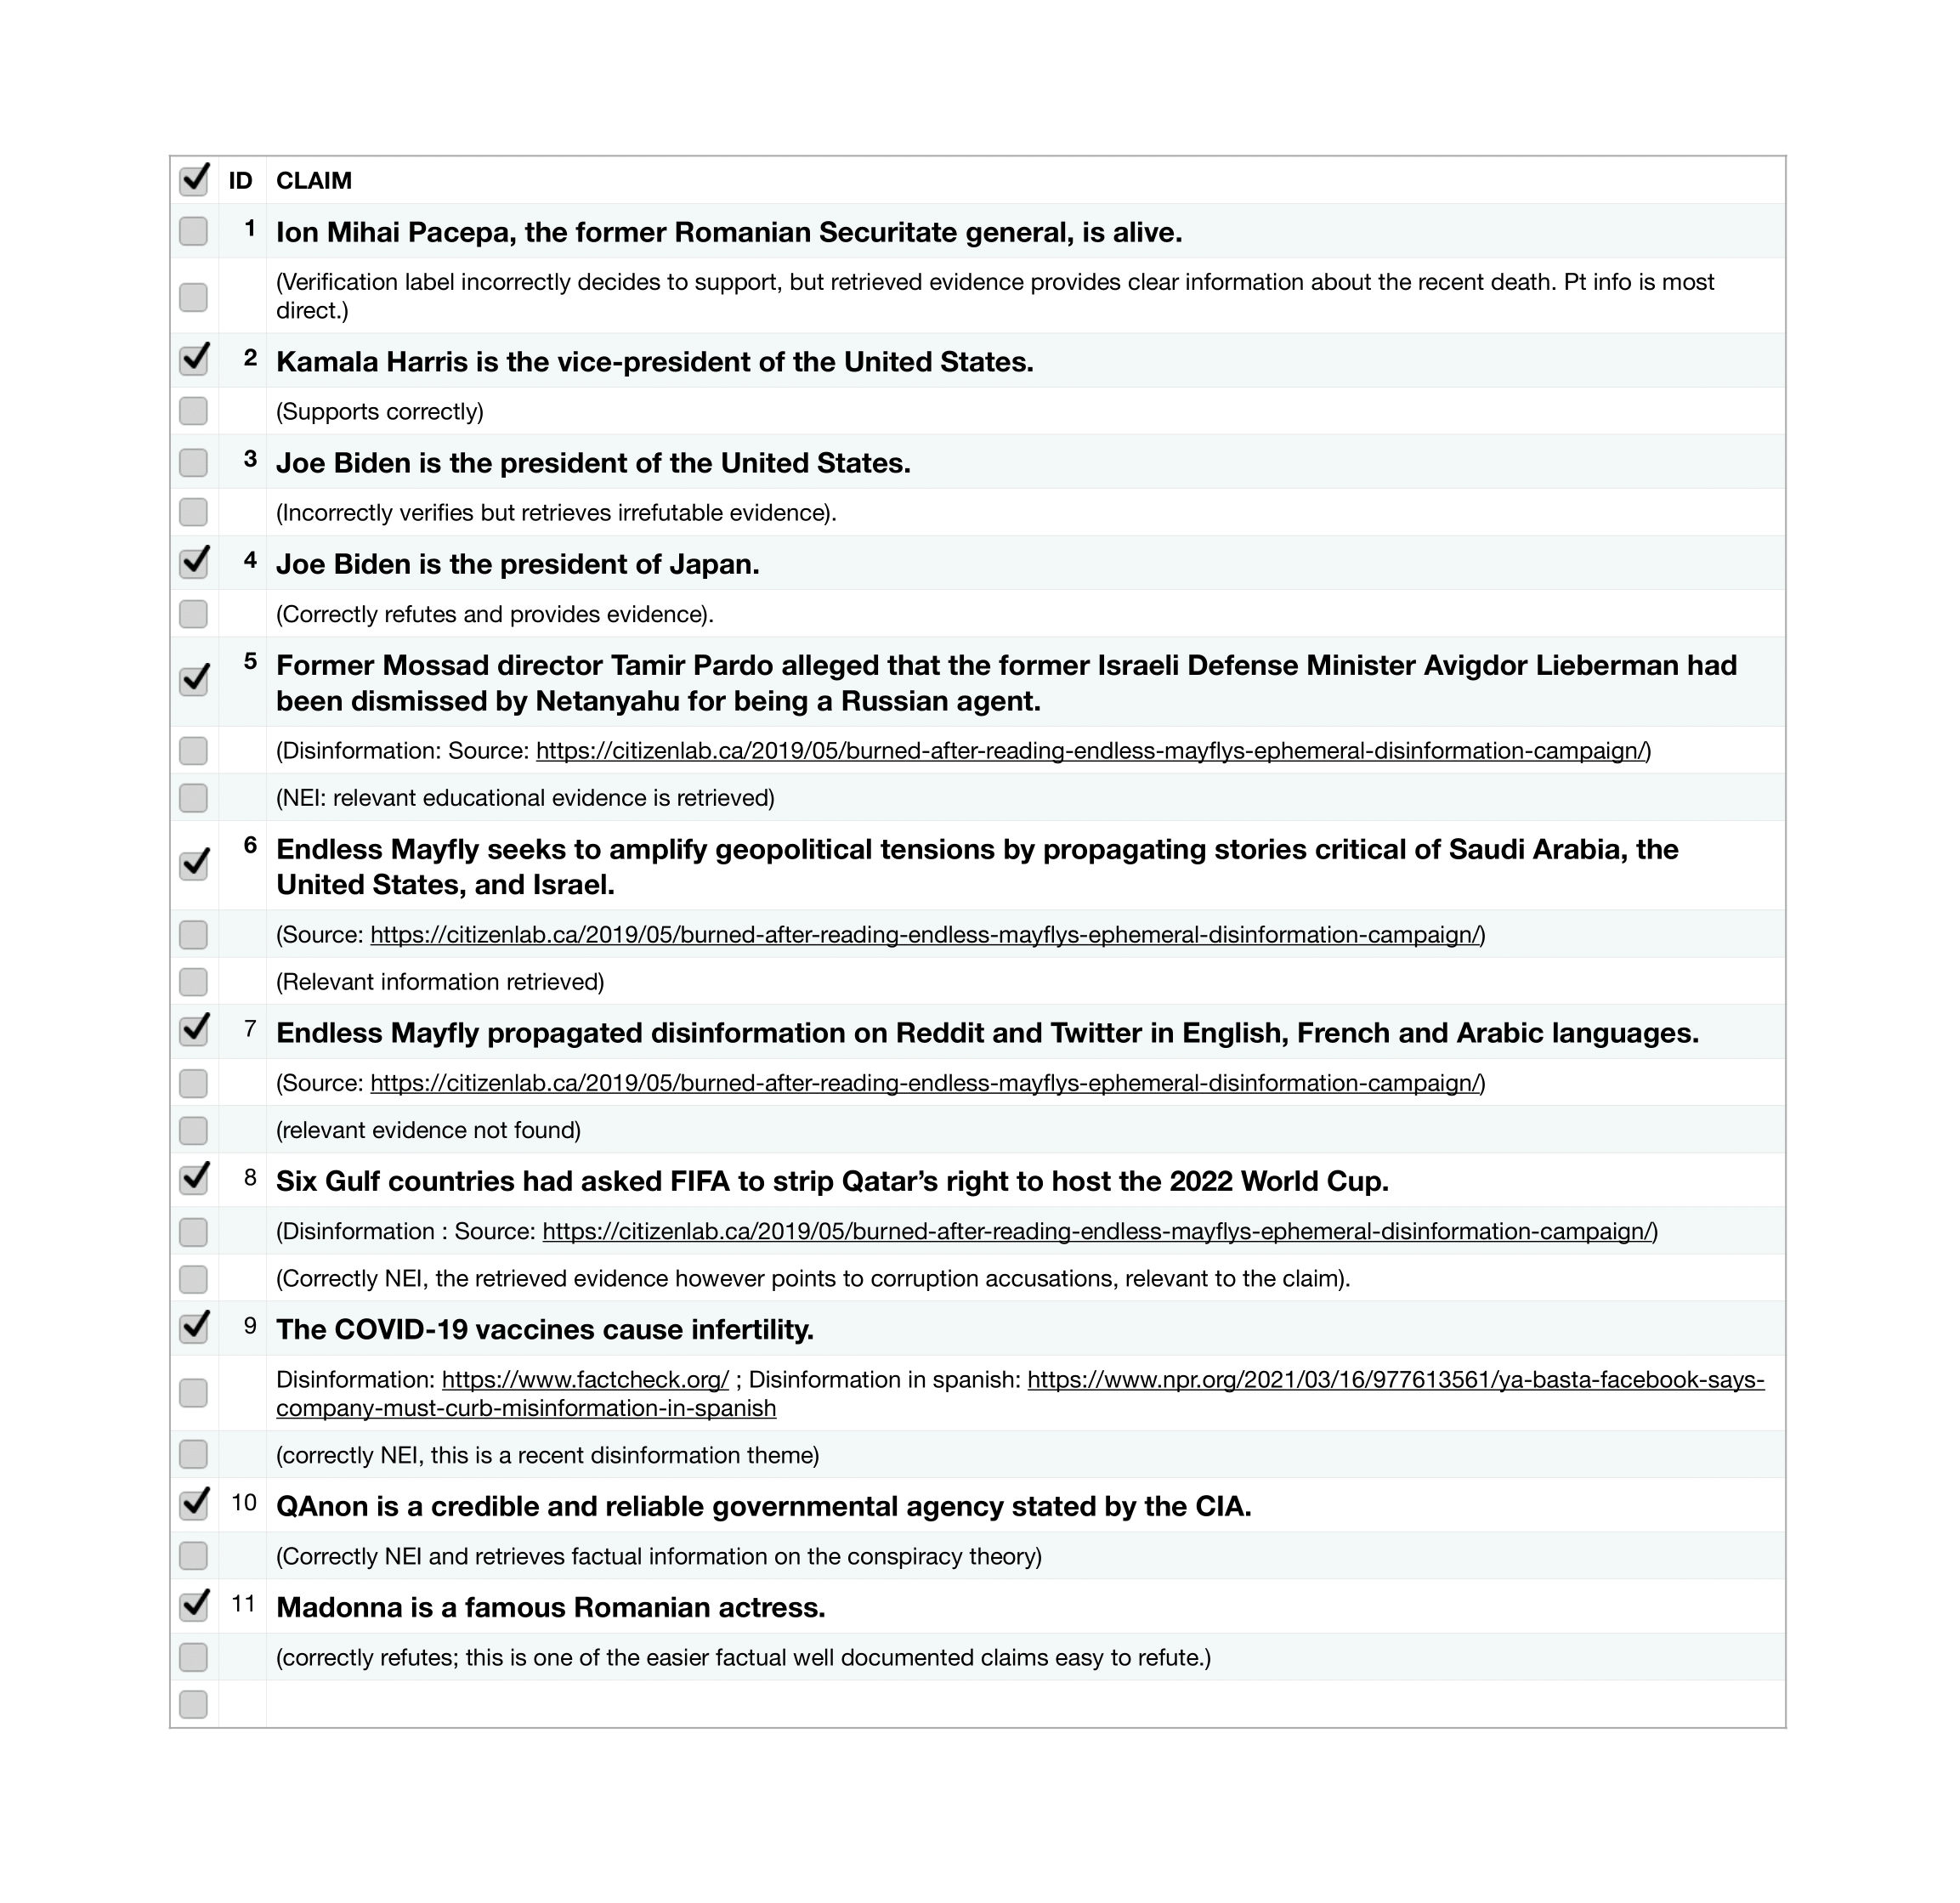 ID CLAIM
1 Ion Mihai Pacepa, the former Romanian Securitate general, is alive.
(Verification label incorrectly decides to support, but retrieved evidence provides clear information about the recent death. Pt info is most
direct.)
2 Kamala Harris is the vice-president of the United States.
(Supports correctly)
3 Joe Biden is the president of the United States.
(Incorrectly verifies but retrieves irrefutable evidence).
4 Joe Biden is the president of Japan.
(Correctly refutes and provides evidence).
5 Former Mossad director Tamir Pardo alleged that the former Israeli Defense Minister Avigdor Lieberman had
been dismissed by Netanyahu for being a Russian agent.
(Disinformation: Source: https://citizenlab.ca/2019/05/burned-after-reading-endless-mayflys-ephemeral-disinformation-campaign/)
(NEI: relevant educational evidence is retrieved)
6 Endless Mayfly seeks to amplify geopolitical tensions by propagating stories critical of Saudi Arabia, the
United States, and Israel.
(Source: https://citizenlab.ca/2019/05/burned-after-reading-endless-mayflys-ephemeral-disinformation-campaign/)
(Relevant information retrieved)
7 Endless Mayfly propagated disinformation on Reddit and Twitter in English, French and Arabic languages.
(Source: https://citizenlab.ca/2019/05/burned-after-reading-endless-mayflys-ephemeral-disinformation-campaign/)
(relevant evidence not found)
8 Six Gulf countries had asked FIFA to strip Qatar’s right to host the 2022 World Cup.
(Disinformation : Source: https://citizenlab.ca/2019/05/burned-after-reading-endless-mayflys-ephemeral-disinformation-campaign/)
(Correctly NEI, the retrieved evidence however points to corruption accusations, relevant to the claim).
9 The COVID-19 vaccines cause infertility.
Disinformation: https://www.factcheck.org/ ; Disinformation in spanish: https://www.npr.org/2021/03/16/977613561/ya-basta-facebook-says-
company-must-curb-misinformation-in-spanish
(correctly NEI, this is a recent disinformation theme)
10 QAnon is a credible and reliable governmental agency stated by the CIA.
(Correctly NEI and retrieves factual information on the conspiracy theory)
11 Madonna is a famous Romanian actress.
(correctly refutes; this is one of the easier factual well documented claims easy to refute.)